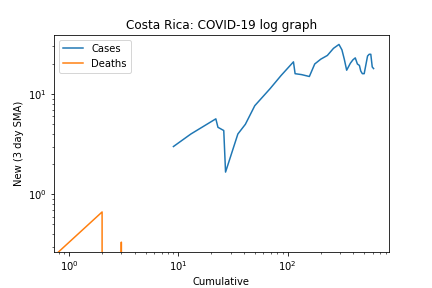 Costa Rica: COVID-19 log graph
Cases
Deaths
New (3 day SMA)
10¹
10⁰
10⁰ 10¹ 10²
Cumulative